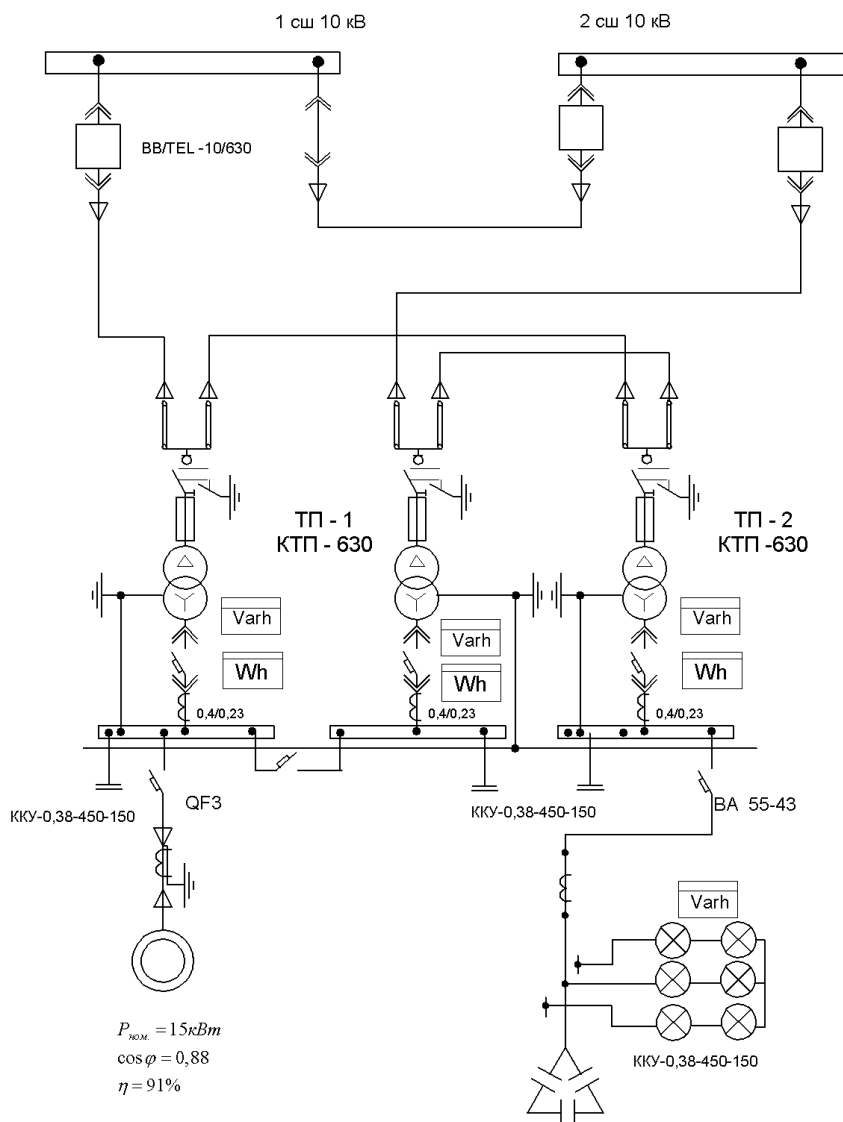 1 сш 10 кВ
2 сш 10 кВ
ВВ/TEL -10/630
ТП - 1
КТП - 630
ТП - 2
КТП -630
Varh
Varh
Varh
Wh
Wh
Wh
0,4/0,23
0,4/0,23
0,4/0,23
ККУ-0,38-450-150
QF3
ККУ-0,38-450-150
ВА 55-43
Varh
P ном. = 15кВт
cos φ = 0,88
η = 91%
ККУ-0,38-450-150